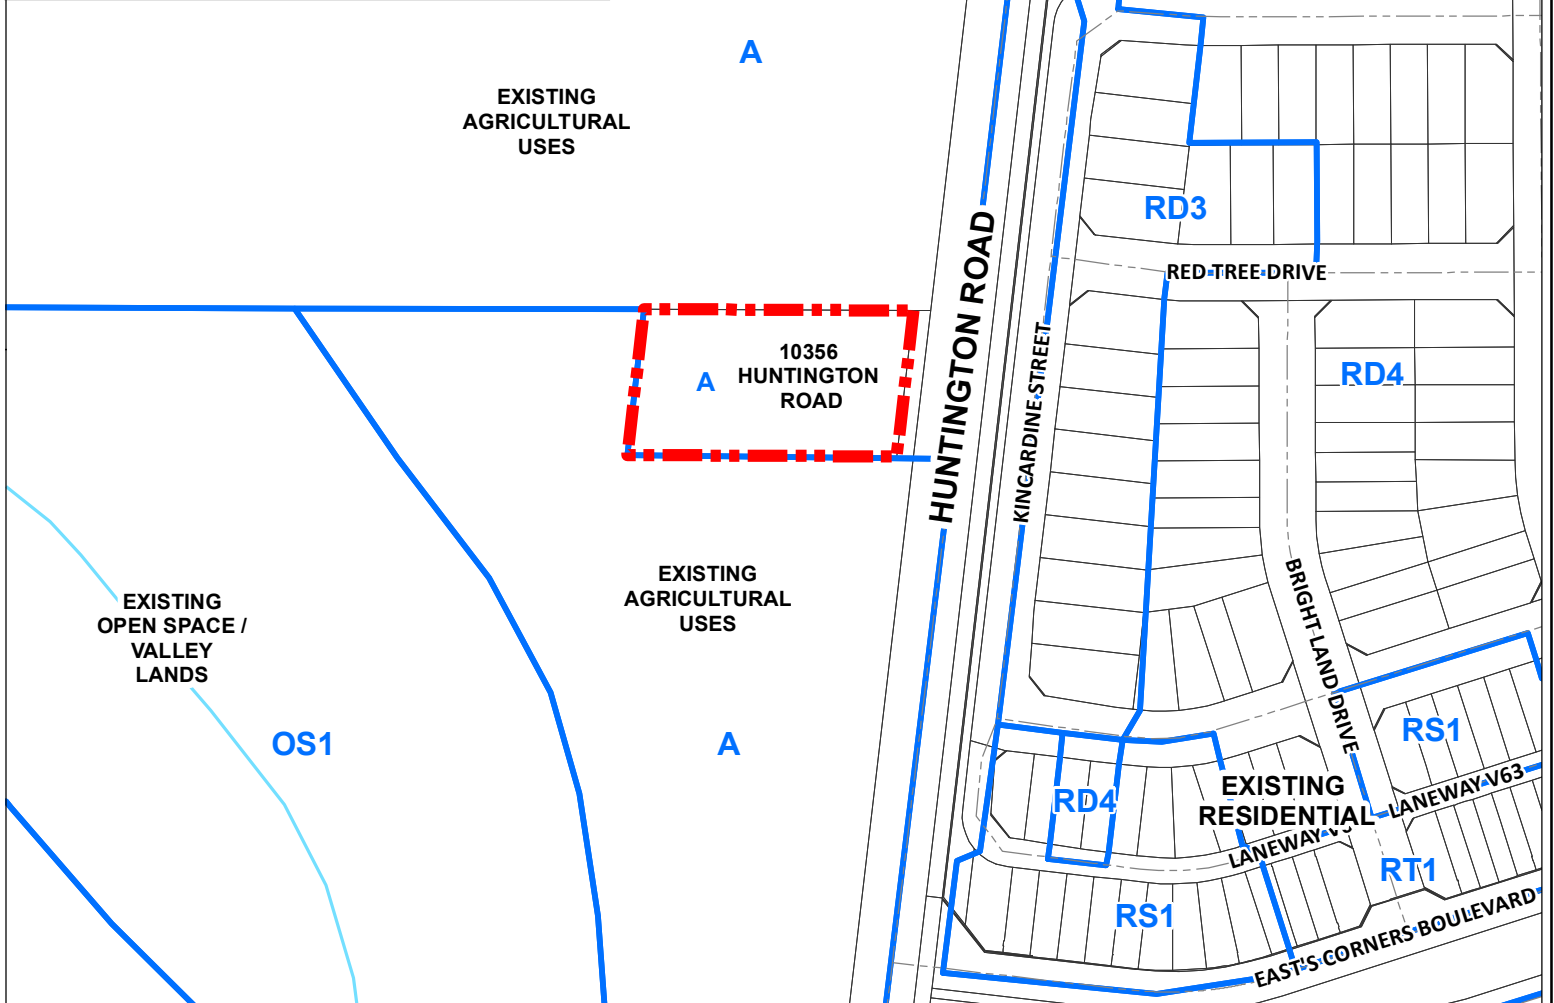 A
EXISTING
AGRICULTURAL
USES
RD3
HUNTINGTON ROAD
RED TREE DRIVE
KINCARDINE STREET
10356
HUNTINGTON
ROAD
A
RD4
EXISTING
AGRICULTURAL
USES
BRIGHT LAND DRIVE
EXISTING
OPEN SPACE /
VALLEY
LANDS
OS1
A
RS1
RD4
EXISTING
RESIDENTIAL
LANEWAY V63
LANEWAY
RT1
RS1
EAST'S CORNERS BOULEVARD